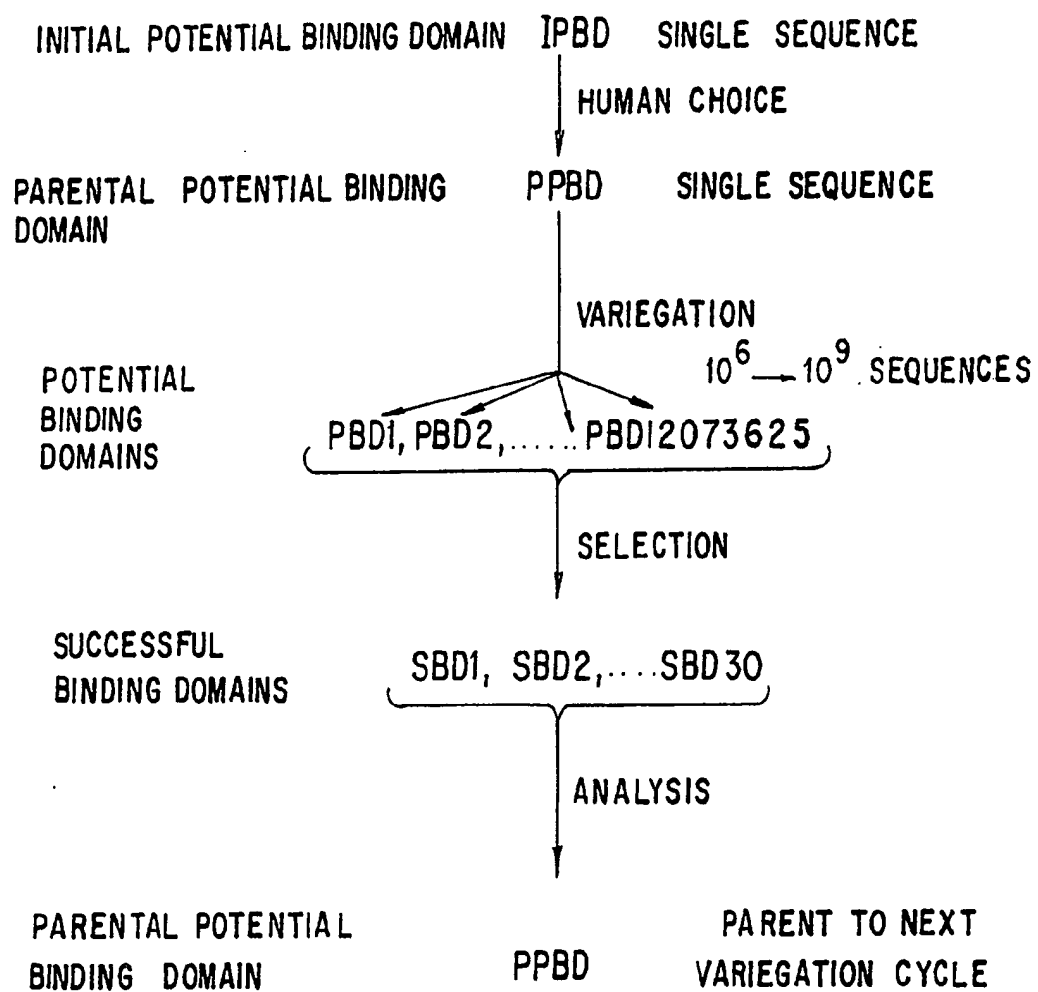 INITIAL POTENTIAL BINDING DOMAIN IPBD SINGLE SEQUENCE
HUMAN CHOICE
PARENTAL POTENTIAL BINDING DOMAIN PPBD SINGLE SEQUENCE
VARIEGATION
10^6 → 10^9 SEQUENCES
POTENTIAL
BINDING
DOMAINS
PBD1, PBD2, ...... PBD12073625
SELECTION
SUCCESSFUL
BINDING DOMAINS
SBD1, SBD2, .... SBD30
ANALYSIS
PARENTAL POTENTIAL
BINDING DOMAIN
PPBD
PARENT TO NEXT
VARIEGATION CYCLE